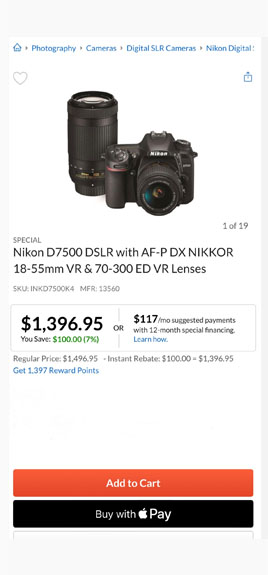 Photography Cameras Digital SLR Cameras Nikon Digital
1 of 19
SPECIAL
Nikon D7500 DSLR with AF-P DX NIKKOR
18-55mm VR & 70-300 ED VR Lenses
SKU: INKD7500K4 MFR: 13560
$1,396.95
You Save: $100.00 (7%)
OR
$117/mo suggested payments
with 12-month special financing.
Learn how.
Regular Price: $1,496.95 - Instant Rebate: $100.00 = $1,396.95
Get 1,397 Reward Points
Add to Cart
Buy with Pay